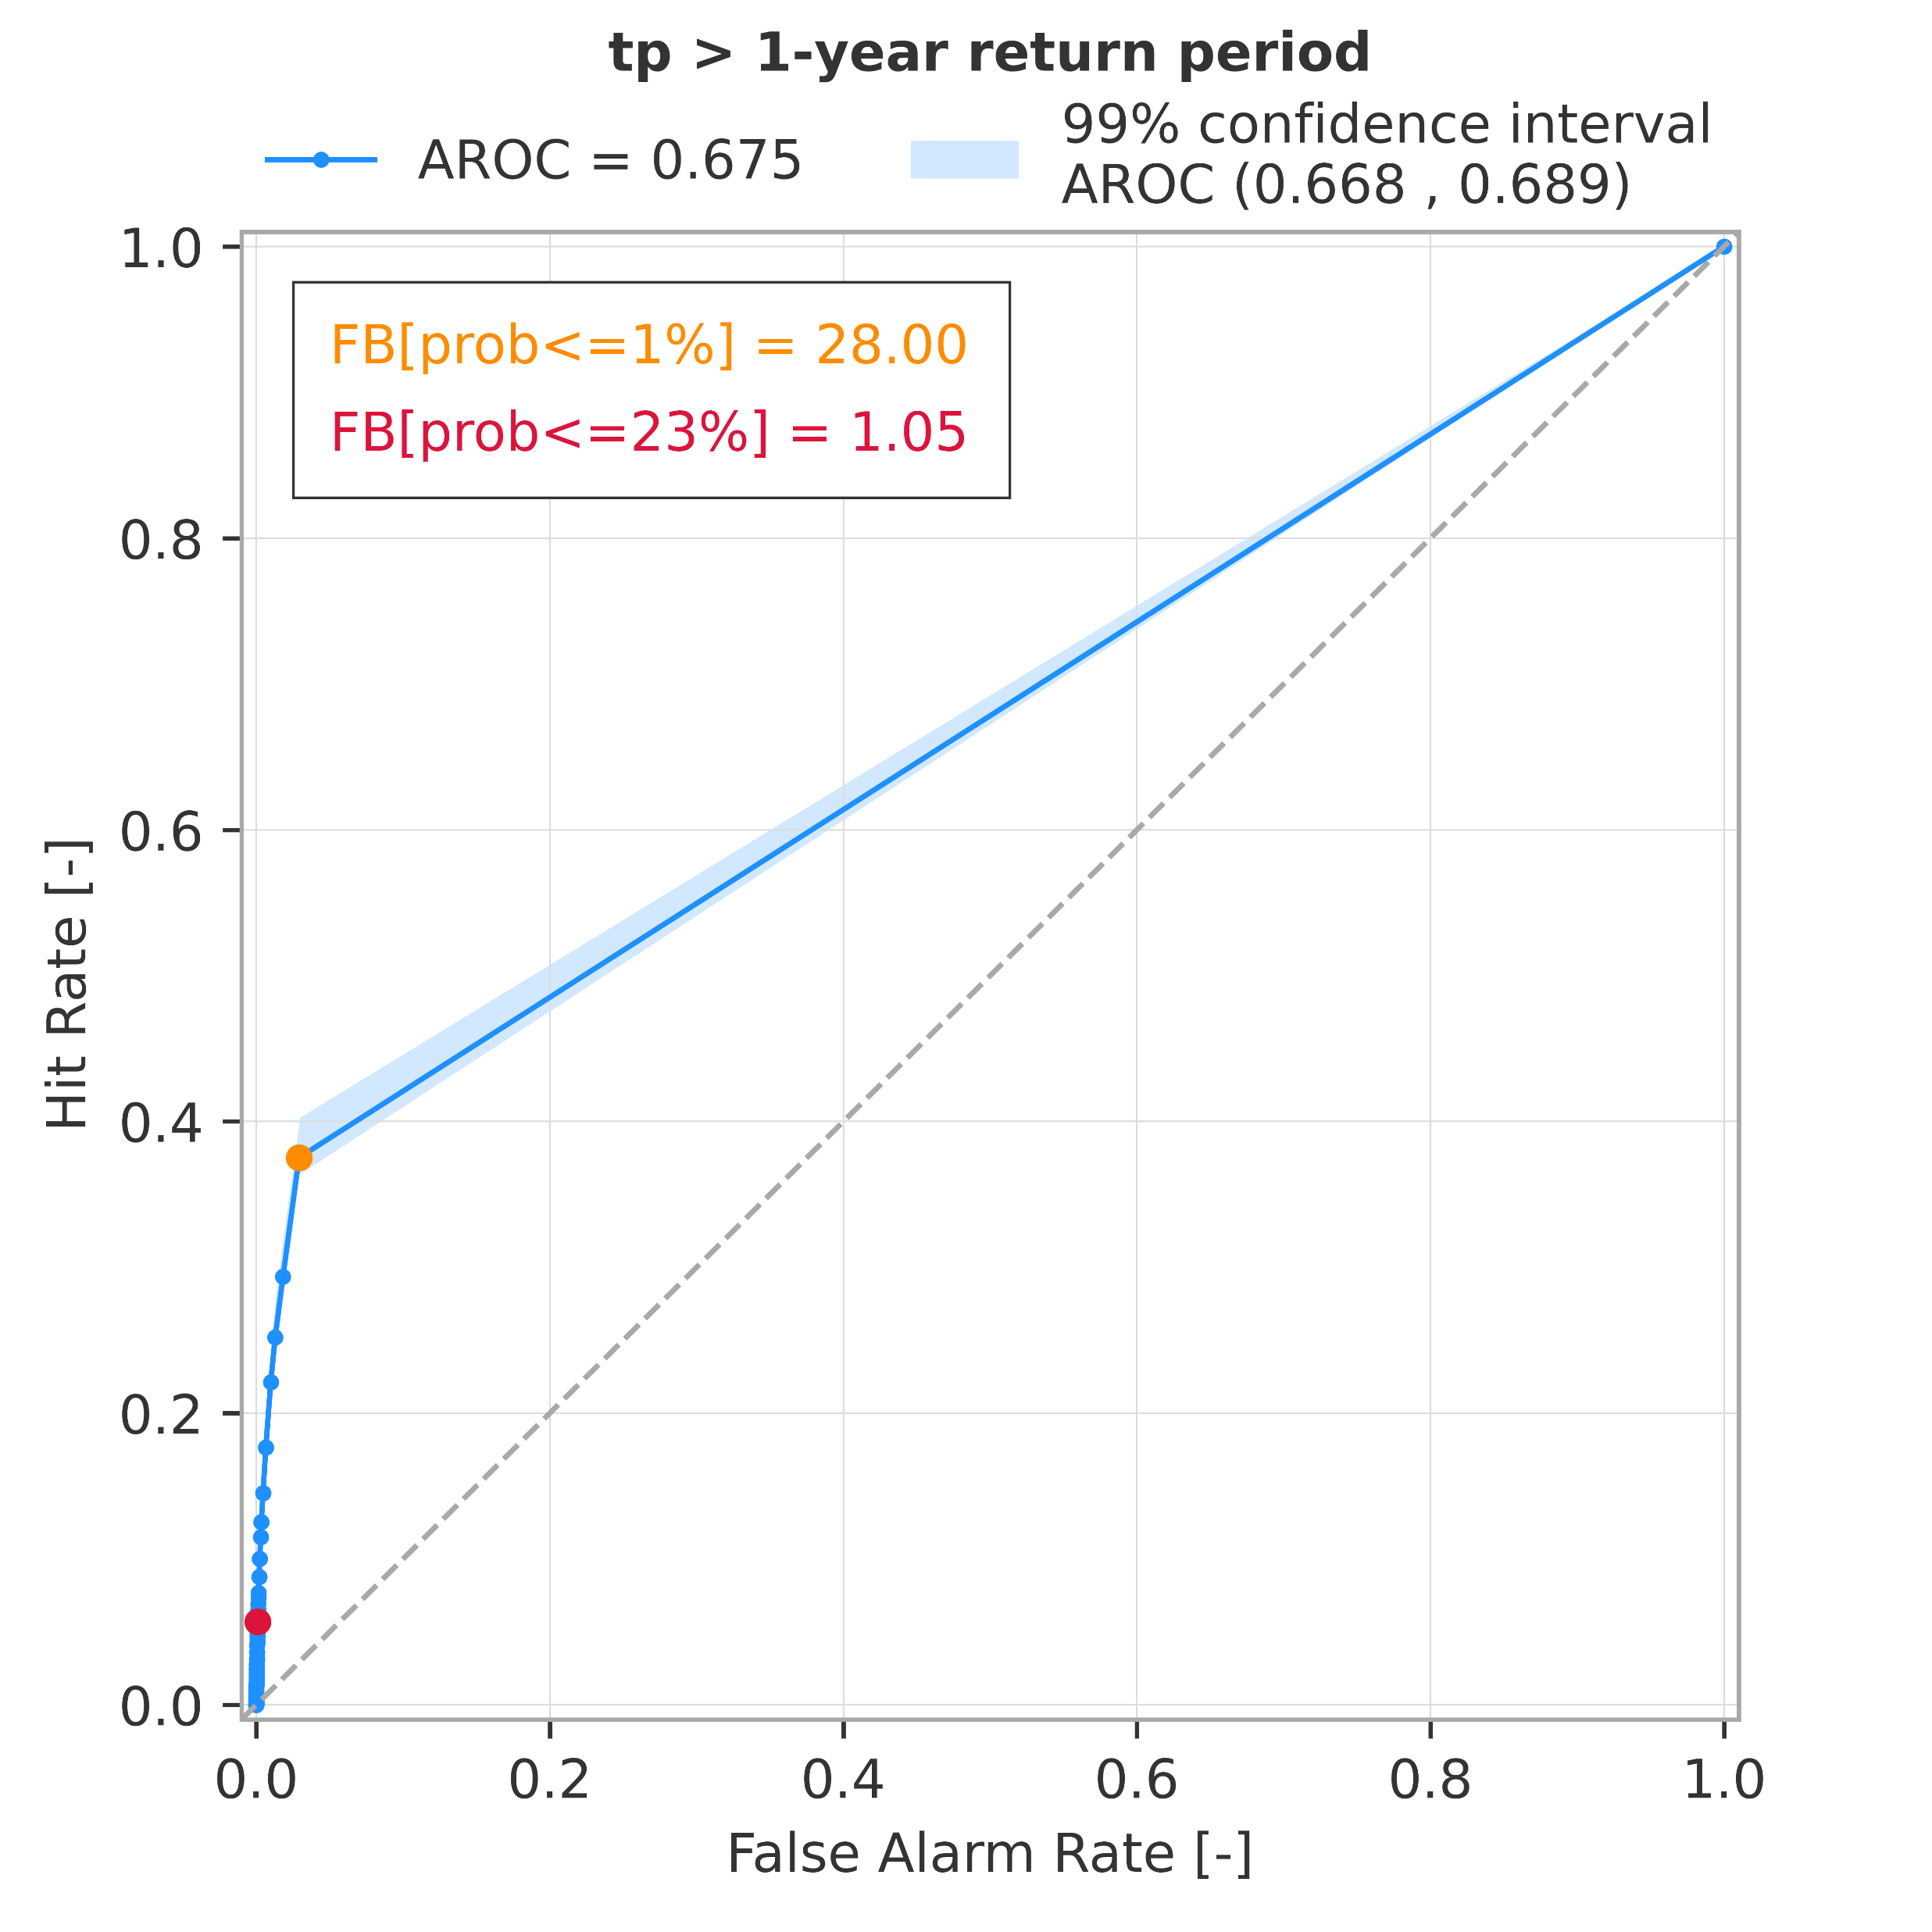 tp > 1-year return period
AROC = 0.675
99% confidence interval
AROC (0.668 , 0.689)
FB[prob<=1%] = 28.00
FB[prob<=23%] = 1.05
Hit Rate [-]
1.0
0.8
0.6
0.4
0.2
0.0
0.0 0.2 0.4 0.6 0.8 1.0
False Alarm Rate [-]